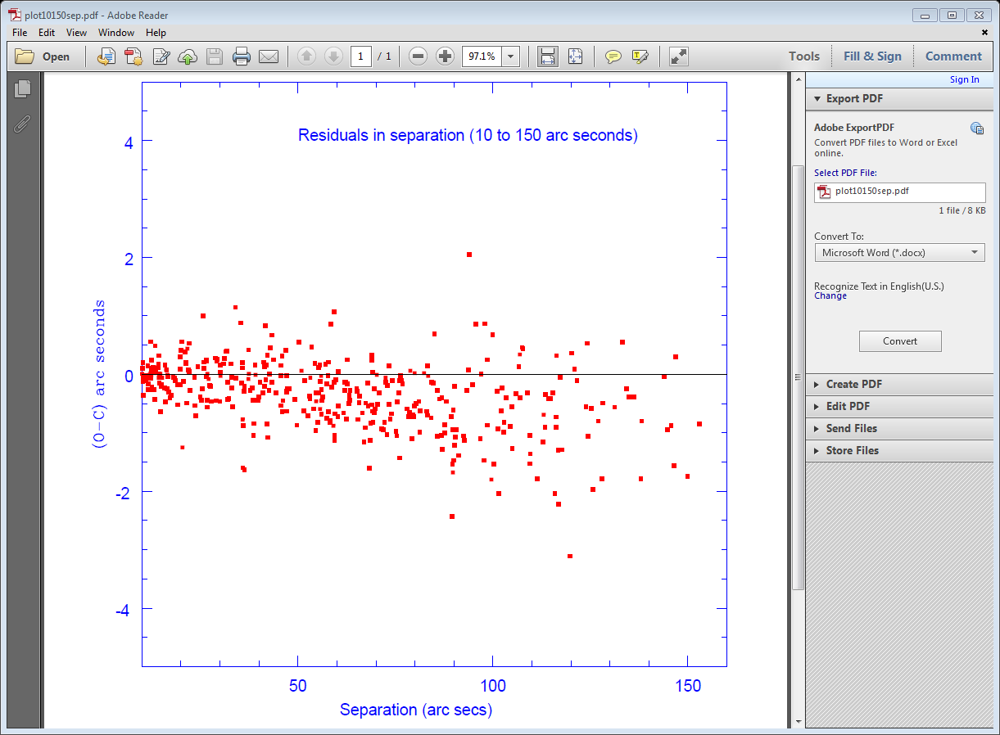 plot10150sep.pdf - Adobe Reader
File Edit View Window Help
Open
1 / 1
97.1%
Tools Fill & Sign Comment
Sign In
Export PDF
Adobe ExportPDF
Convert PDF files to Word or Excel
online.
Select PDF File:
plot10150sep.pdf
1 file / 8 KB
Convert To:
Microsoft Word (*.docx)
Recognize Text in English(U.S.)
Change
Convert
Create PDF
Edit PDF
Send Files
Store Files
Residuals in separation (10 to 150 arc seconds)
4
2
0
-2
-4
(O-C) arc seconds
50 100 150
Separation (arc secs)